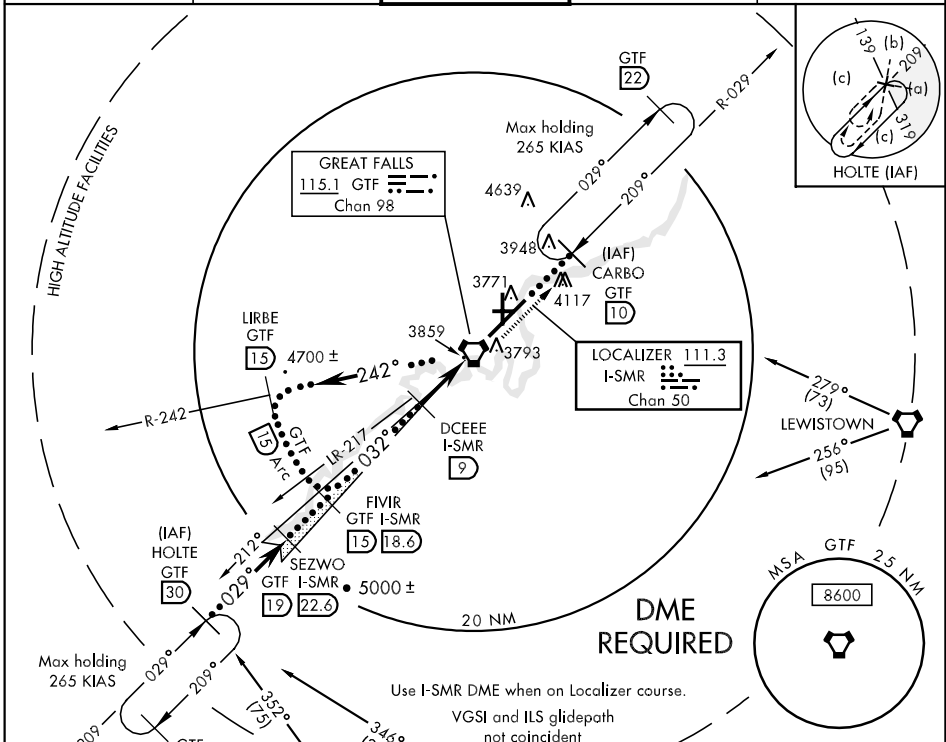 HIGH ALTITUDE FACILITIES
GTF
22
R-029
Max holding
265 KIAS
029°
209°
GREAT FALLS
115.1 GTF
Chan 98
4639
3948
(IAF)
CARBO
GTF
10
3771
4117
3859
3793
LOCALIZER 111.3
I-SMR
Chan 50
LIRBE
GTF
15
4700 ±
242°
R-242
15
GTF
Arc
LR-217
032°
DCEEE
I-SMR
9
279°
(73)
LEWISTOWN
256°
(95)
FIVIR
GTF I-SMR
15 18.6
(IAF)
HOLTE
GTF
30
212°
029°
SEZWO
GTF I-SMR
19 22.6
5000 ±
20 NM
DME
REQUIRED
MSA GTF 25 NM
8600
Max holding
265 KIAS
029°
209°
352°
(75)
346°
209
GTF
Use I-SMR DME when on Localizer course.
VGSI and ILS glidepath
not coincident
139
(b)
209
(c)
(a)
319
(c)
HOLTE (IAF)